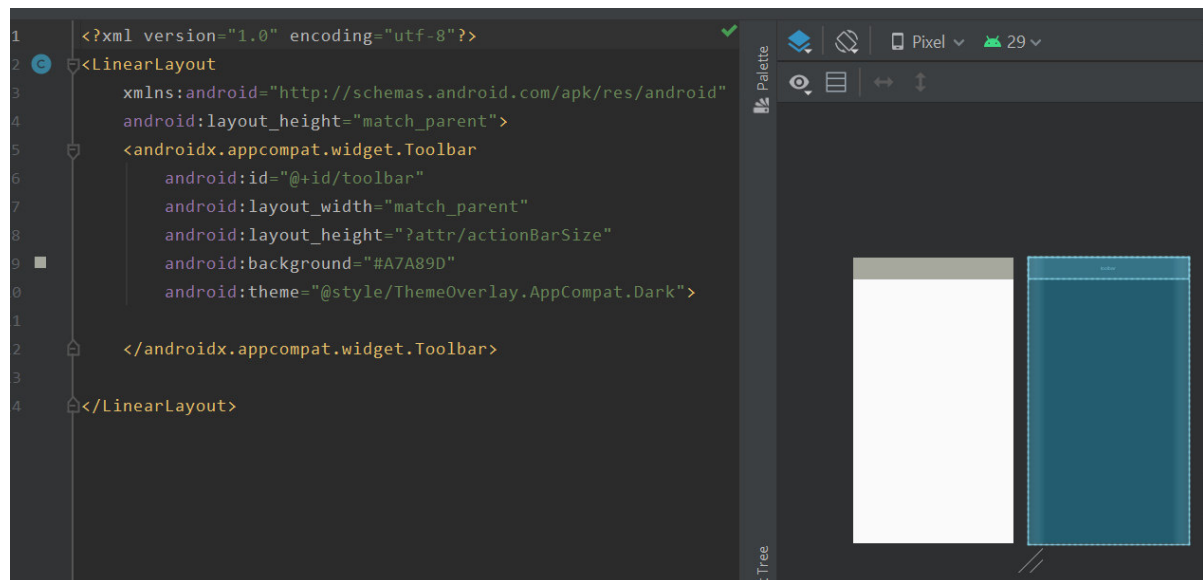 1 <?xml version="1.0" encoding="utf-8"?>
2 C <LinearLayout
3 xmlns:android="http://schemas.android.com/apk/res/android"
4 android:layout_height="match_parent">
5 <androidx.appcompat.widget.Toolbar
6 android:id="@+id/toolbar"
7 android:layout_width="match_parent"
8 android:layout_height="?attr/actionBarSize"
9 android:background="#A7A89D"
0 android:theme="@style/ThemeOverlay.AppCompat.Dark">
1
2 </androidx.appcompat.widget.Toolbar>
3
4 </LinearLayout>
Palette
Pixel 29
Tree